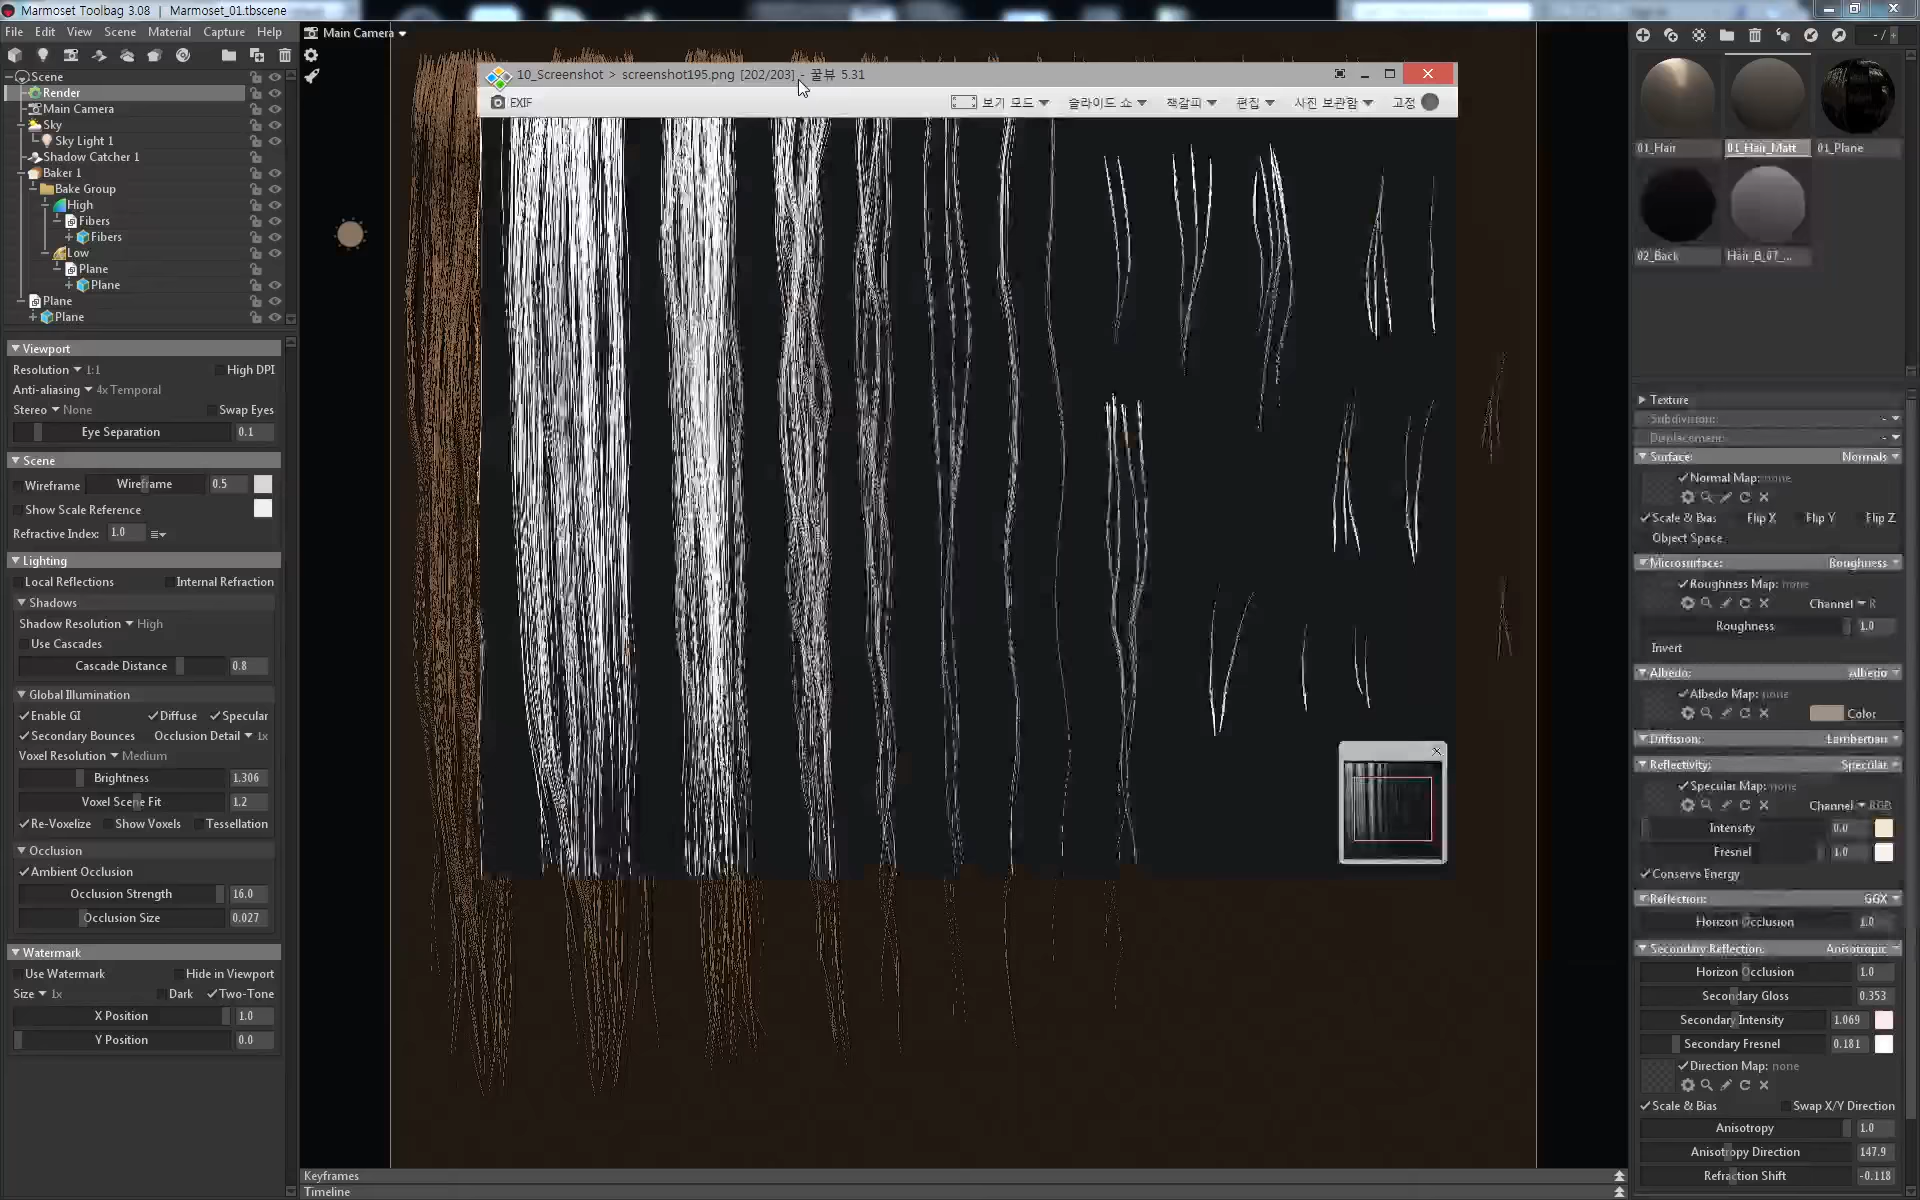 Marmoset Toolbag 3.08 | Marmoset_01.tbscene
File Edit View Scene Material Capture Help
Main Camera
- /
Scene
Render
Main Camera
Sky
Sky Light 1
Shadow Catcher 1
Baker 1
Bake Group
High
Fibers
Fibers
Low
Plane
Plane
Plane
Plane
Viewport
Resolution 1:1 High DPI
Anti-aliasing 4x Temporal
Stereo None Swap Eyes
Eye Separation 0.1
Scene
Wireframe Wireframe 0.5
Show Scale Reference
Refractive Index: 1.0
Lighting
Local Reflections Internal Refraction
Shadows
Shadow Resolution High
Use Cascades
Cascade Distance 0.8
Global Illumination
Enable GI Diffuse Specular
Secondary Bounces Occlusion Detail 1x
Voxel Resolution Medium
Brightness 1.306
Voxel Scene Fit 1.2
Re-Voxelize Show Voxels Tessellation
Occlusion
Ambient Occlusion
Occlusion Strength 16.0
Occlusion Size 0.027
Watermark
Use Watermark Hide in Viewport
Size 1x Dark Two-Tone
X Position 1.0
Y Position 0.0
10_Screenshot > screenshot195.png [202/203] - 꿀뷰 5.31
EXIF 보기 모드 슬라이드 쇼 책갈피 편집 사진 보관함 고정
Keyframes
Timeline
01_Hair 01_Hair_Matt 01_Plane
02_Back Hair_B_07_...
Texture
Subdivision: -
Displacement: -
Surface: Normals
Normal Map: none
Scale & Bias Flip X Flip Y Flip Z
Object Space
Microsurface: Roughness
Roughness Map: none
Channel R
Roughness 1.0
Invert
Albedo: Albedo
Albedo Map: none
Color
Diffusion: Lambertian
Reflectivity: Specular
Specular Map: none
Channel RGB
Intensity 0.0
Fresnel 1.0
Conserve Energy
Reflection: GGX
Horizon Occlusion 1.0
Secondary Reflection: Anisotropic
Horizon Occlusion 1.0
Secondary Gloss 0.353
Secondary Intensity 1.069
Secondary Fresnel 0.181
Direction Map: none
Scale & Bias Swap X/Y Direction
Anisotropy 1.0
Anisotropy Direction 147.9
Refraction Shift -0.118